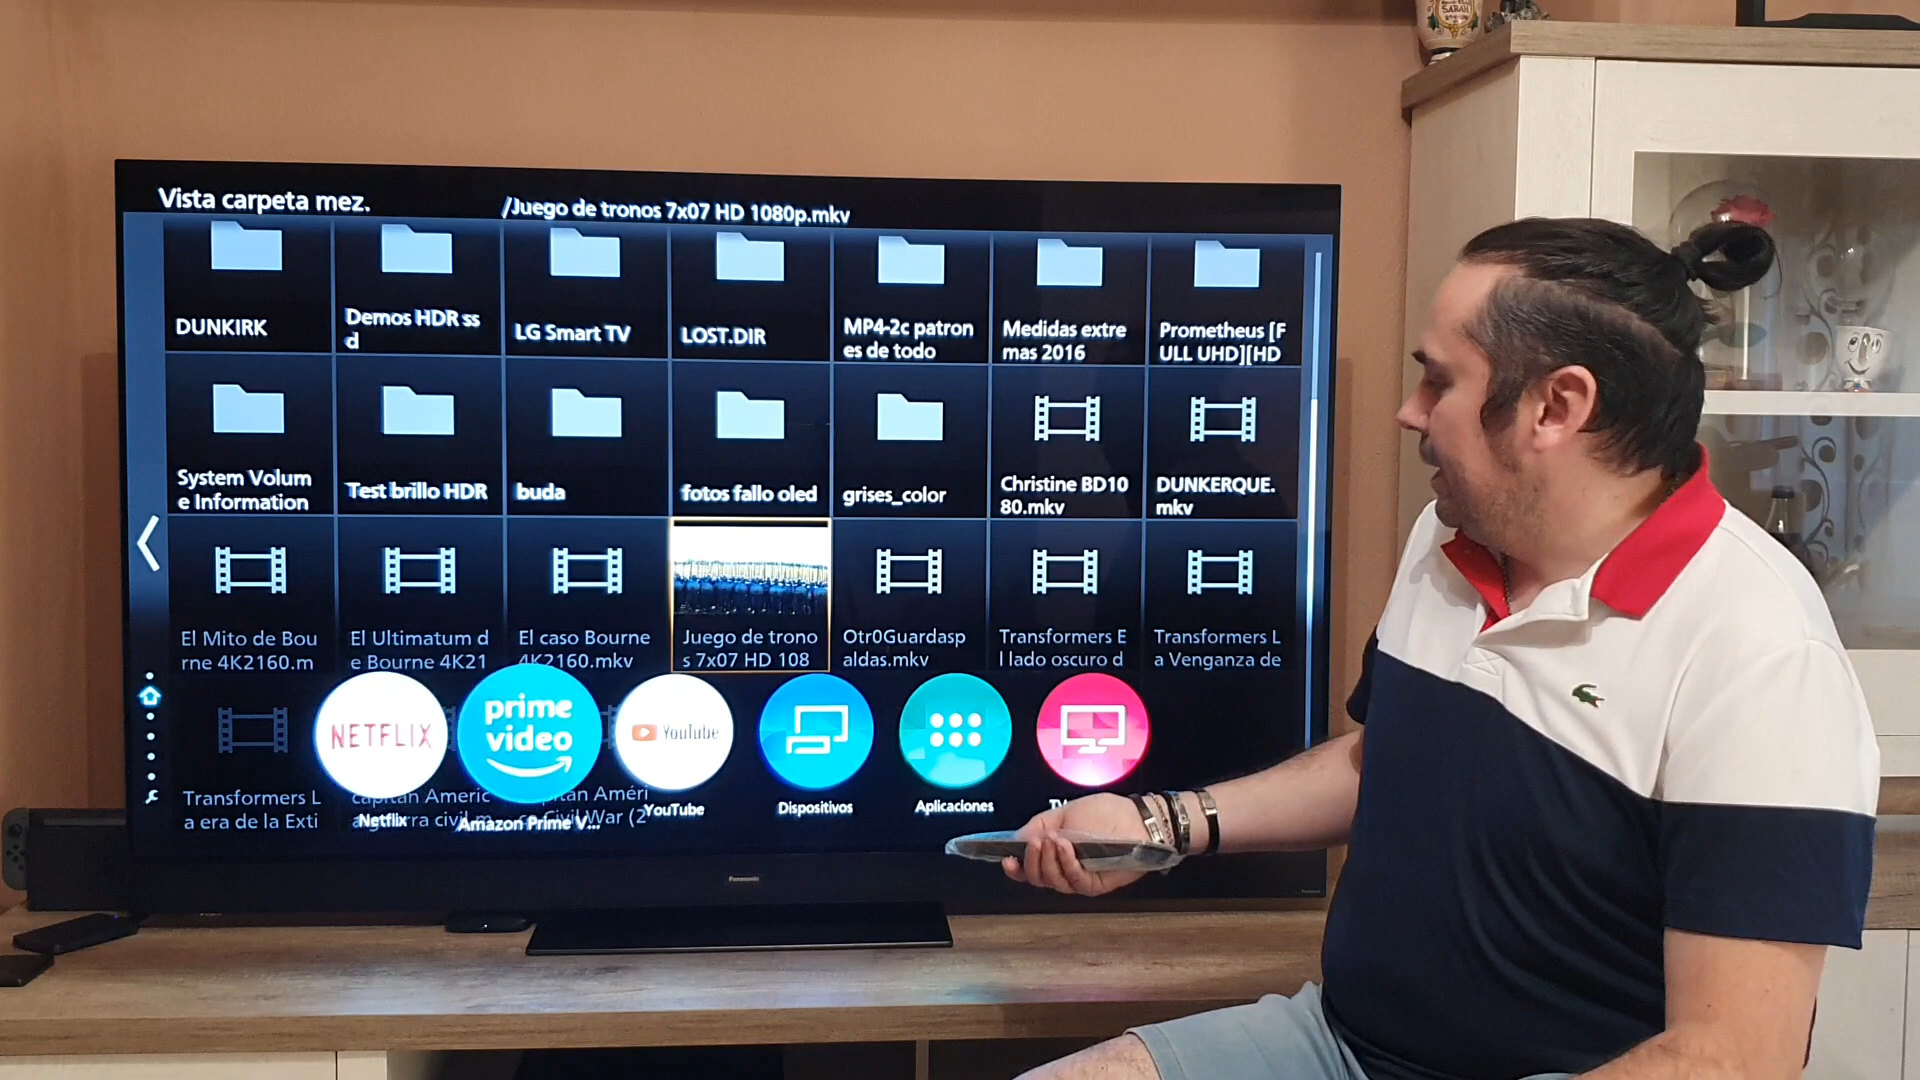 SARAH
Vista carpeta mez.
/Juego de tronos 7x07 HD 1080p.mkv
DUNKIRK
Demos HDR ss
d
LG Smart TV
LOST.DIR
MP4-2c patron
es de todo
Medidas extre
mas 2016
Prometheus [F
ULL UHD][HD
System Volum
e Information
Test brillo HDR
buda
fotos fallo oled
grises_color
Christine BD10
80.mkv
DUNKERQUE.
mkv
El Mito de Bou
rne 4K2160.m
El Ultimatum d
e Bourne 4K21
El caso Bourne
4K2160.mkv
Juego de trono
s 7x07 HD 108
Otr0Guardasp
aldas.mkv
Transformers E
l lado oscuro d
Transformers L
a Venganza de
NETFLIX
prime
video
YouTube
Transformers L
a era de la Exti
Netflix
Amazon Prime V...
YouTube
Dispositivos
Aplicaciones
Panasonic